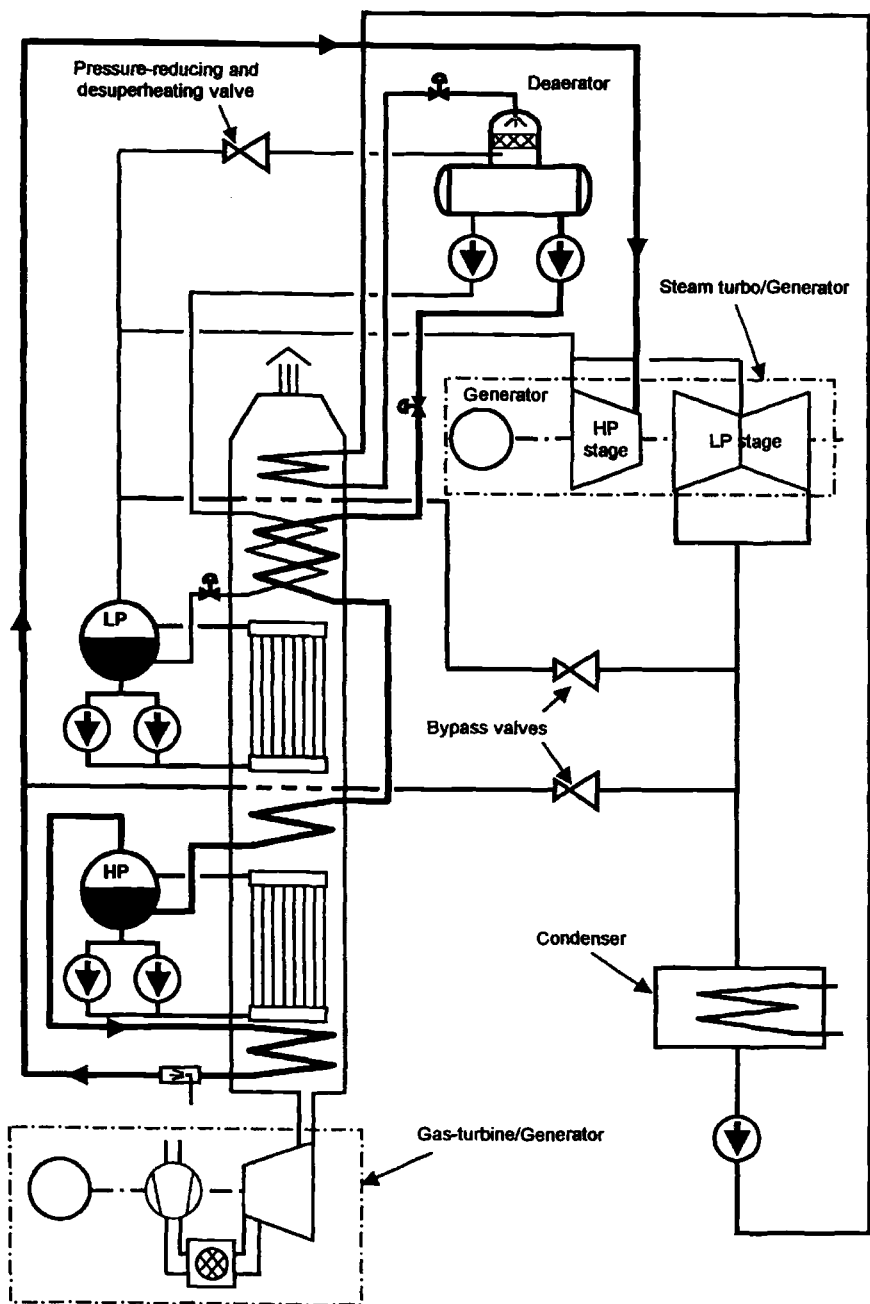 Pressure-reducing and
desuperheating valve
Deaerator
Steam turbo/Generator
Generator
HP
stage
LP stage
LP
Bypass valves
HP
Condenser
Gas-turbine/Generator